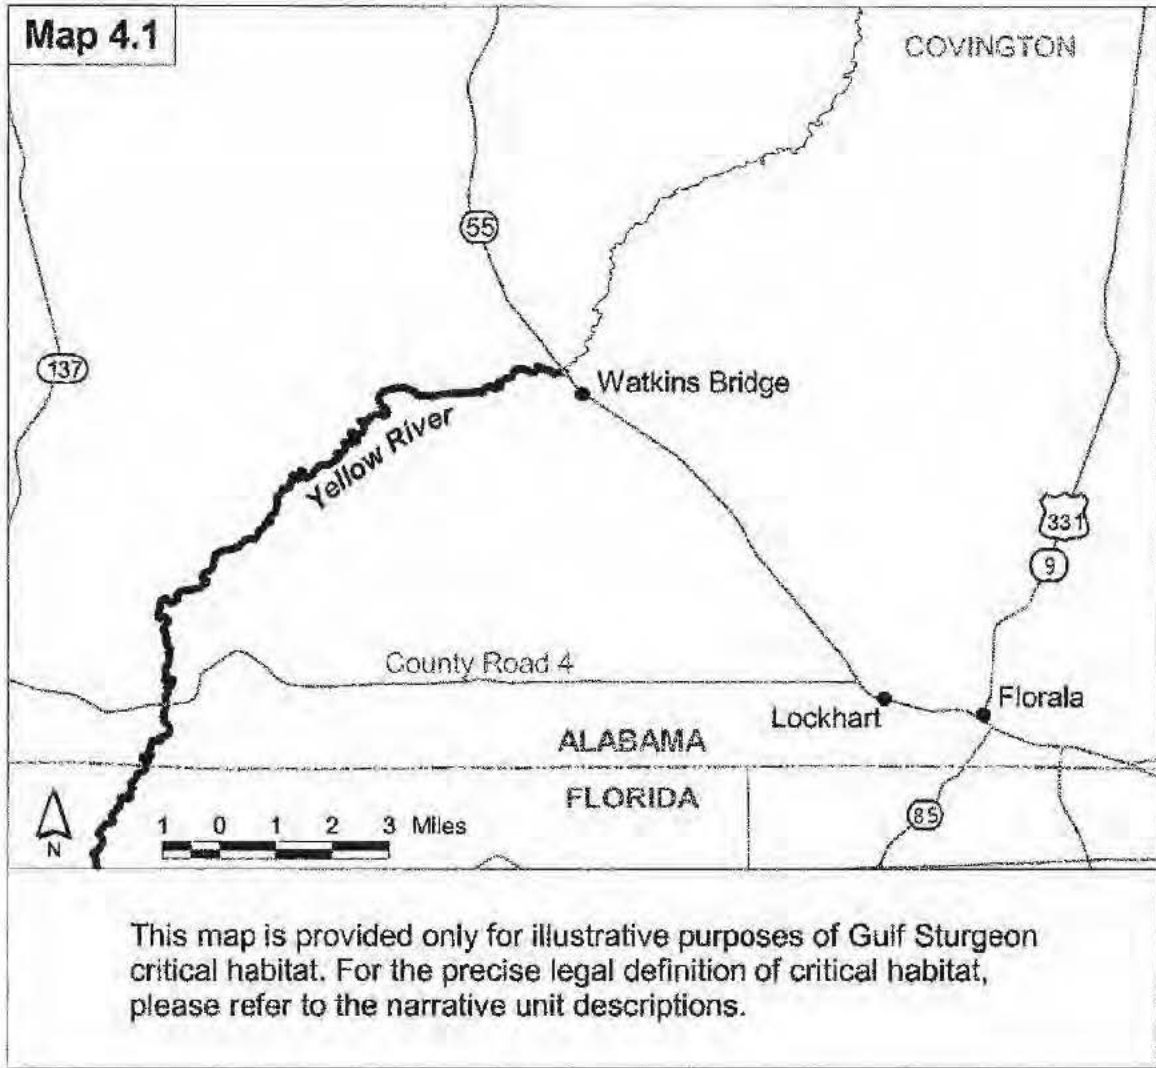 Map 4.1
COVINGTON
55
137
Watkins Bridge
Yellow River
331
9
County Road 4
Lockhart
Florala
ALABAMA
FLORIDA
85
N
1 0 1 2 3 Miles
This map is provided only for illustrative purposes of Gulf Sturgeon
critical habitat. For the precise legal definition of critical habitat,
please refer to the narrative unit descriptions.